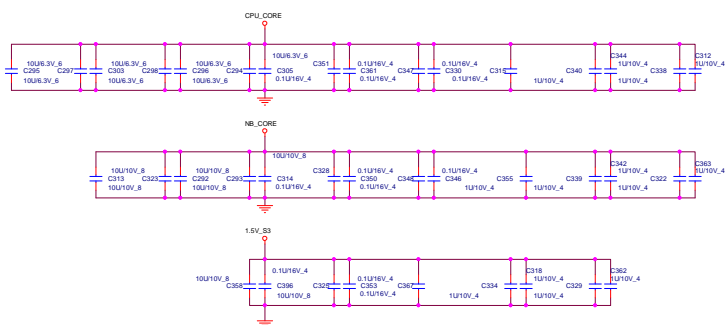 CPU_CORE
10U/6.3V_6 10U/6.3V_6 10U/6.3V_6 10U/6.3V_6 0.1U/16V_4 0.1U/16V_4 C344 C312
C295 C297 C303 C298 C296 C294 C305 C351 C361 C347 C330 C315 C340 1U/10V_4 C338 1U/10V_4
10U/6.3V_6 10U/6.3V_6 10U/6.3V_6 0.1U/16V_4 0.1U/16V_4 0.1U/16V_4 1U/10V_4 1U/10V_4
NB_CORE
10U/10V_8 10U/10V_8 10U/10V_8 C328 0.1U/16V_4 0.1U/16V_4 C342 C363
C313 C323 C292 C293 C314 C350 C348 C346 C355 C339 1U/10V_4 C322 1U/10V_4
10U/10V_8 10U/10V_8 0.1U/16V_4 0.1U/16V_4 1U/10V_4 1U/10V_4 1U/10V_4
1.5V_S3
10U/10V_8 0.1U/16V_4 0.1U/16V_4 C318 C362
C358 C396 C325 C353 C367 C334 1U/10V_4 C329 1U/10V_4
10U/10V_8 0.1U/16V_4 1U/10V_4 1U/10V_4